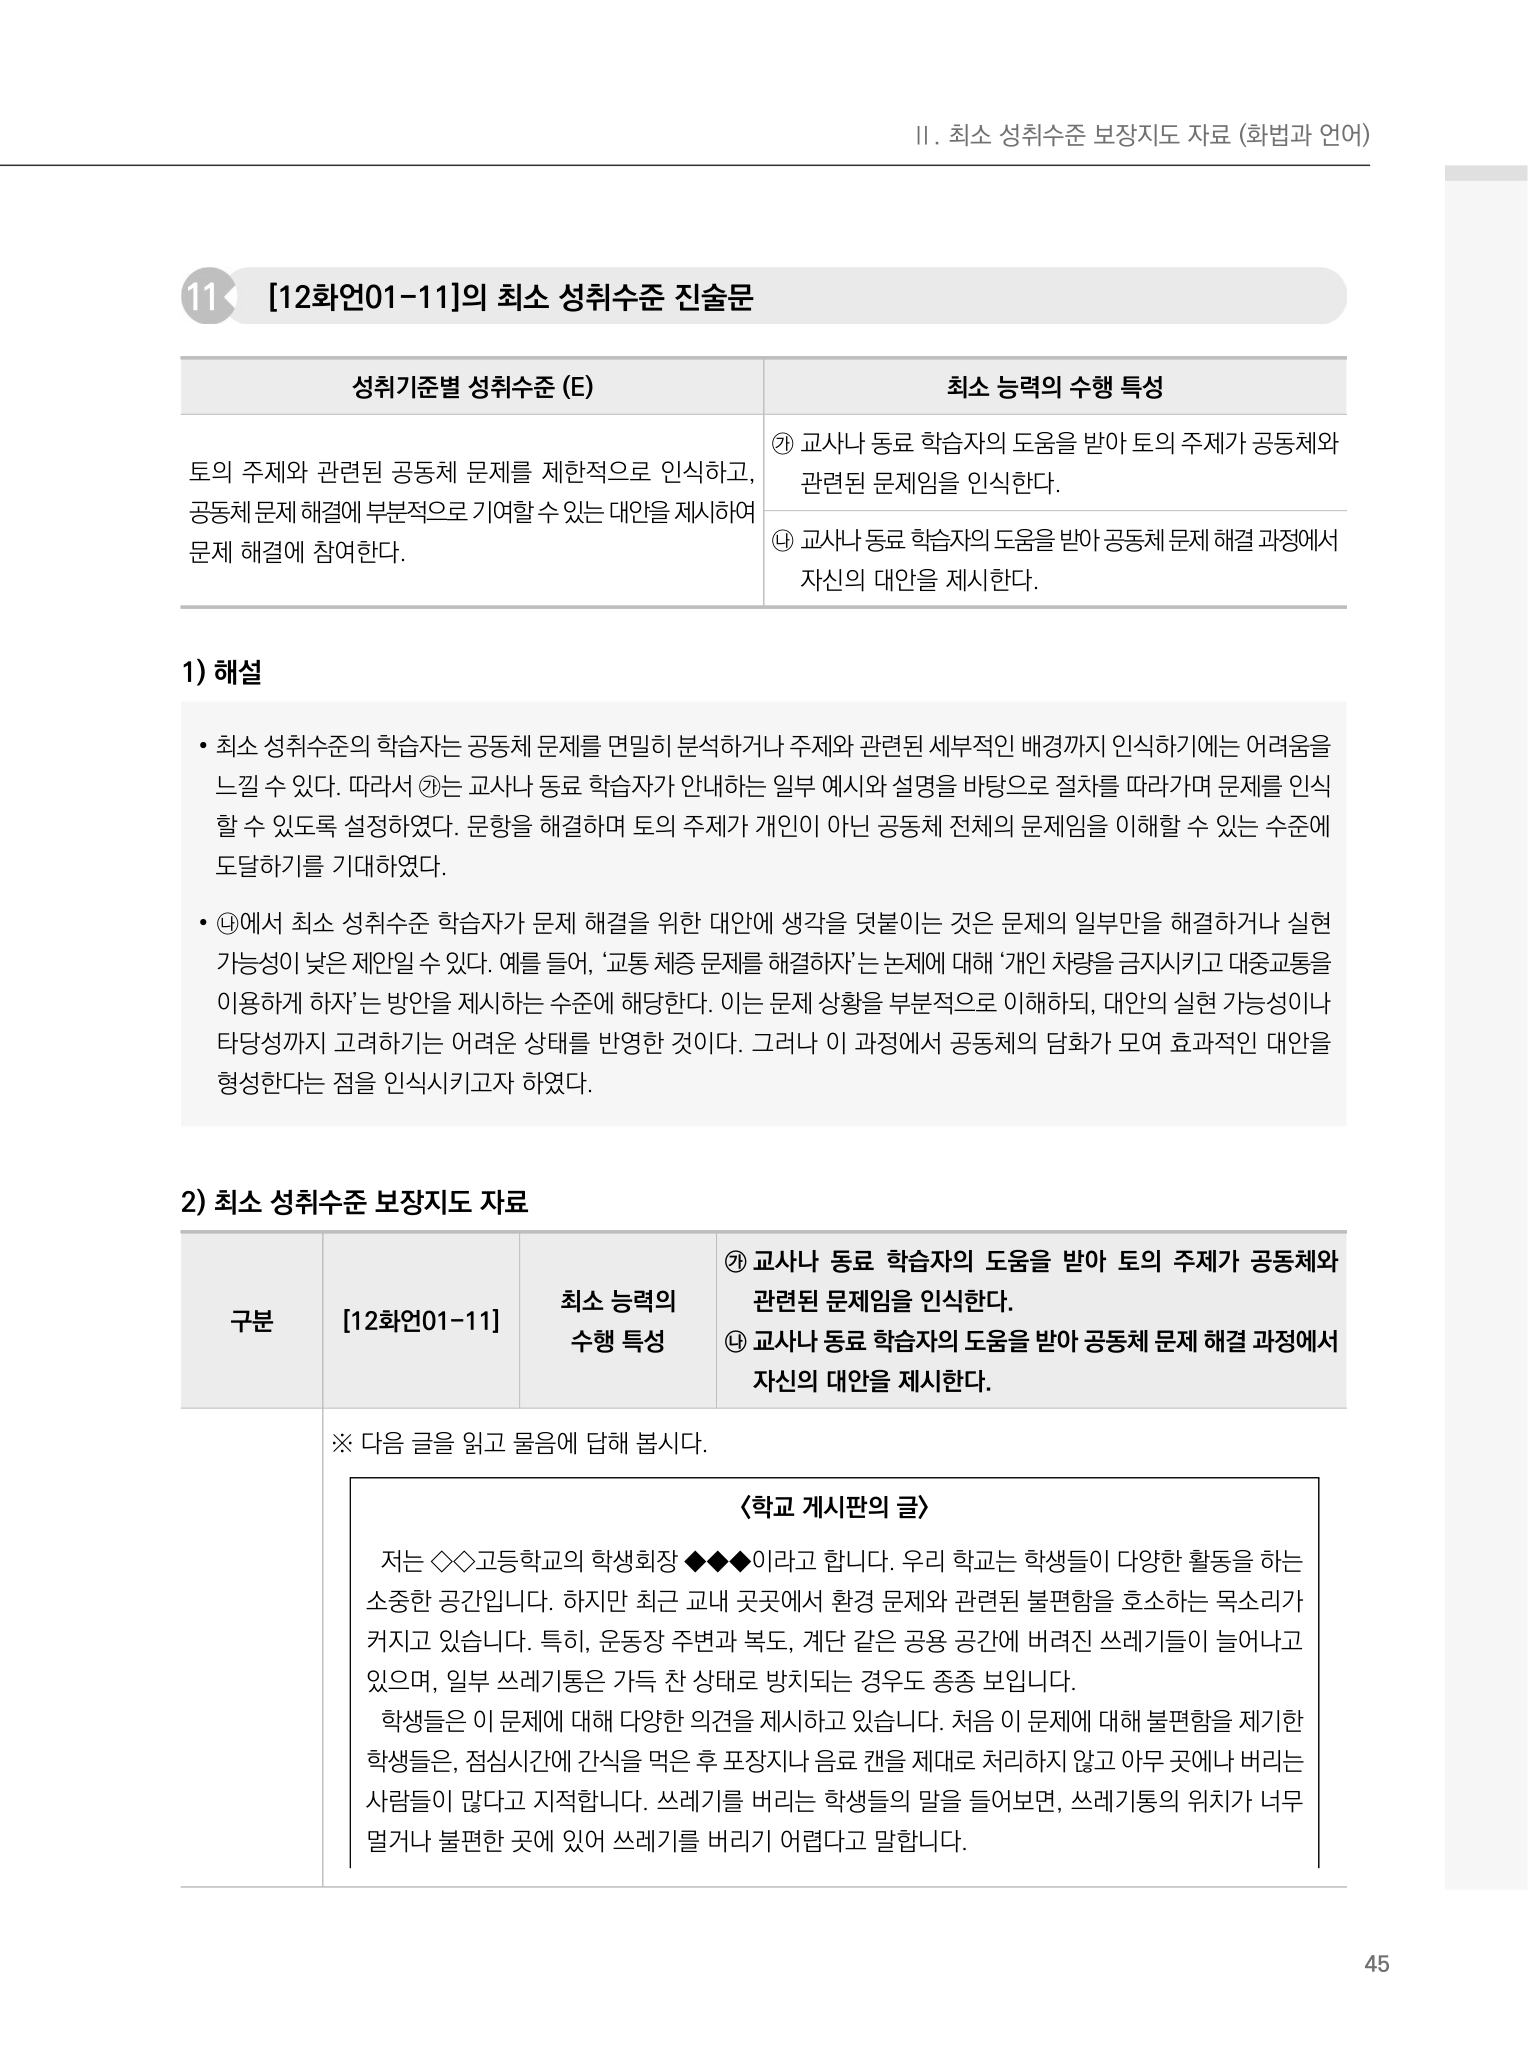 Ⅱ. 최소 성취수준 보장지도 자료 (화법과 언어)
11 [12화언01-11]의 최소 성취수준 진술문
성취기준별 성취수준 (E) 최소 능력의 수행 특성
토의 주제와 관련된 공동체 문제를 제한적으로 인식하고,
공동체 문제 해결에 부분적으로 기여할 수 있는 대안을 제시하여
문제 해결에 참여한다.
㉮ 교사나 동료 학습자의 도움을 받아 토의 주제가 공동체와
관련된 문제임을 인식한다.
㉯ 교사나 동료 학습자의 도움을 받아 공동체 문제 해결 과정에서
자신의 대안을 제시한다.
1) 해설
• 최소 성취수준의 학습자는 공동체 문제를 면밀히 분석하거나 주제와 관련된 세부적인 배경까지 인식하기에는 어려움을
느낄 수 있다. 따라서 ㉮는 교사나 동료 학습자가 안내하는 일부 예시와 설명을 바탕으로 절차를 따라가며 문제를 인식
할 수 있도록 설정하였다. 문항을 해결하며 토의 주제가 개인이 아닌 공동체 전체의 문제임을 이해할 수 있는 수준에
도달하기를 기대하였다.
• ㉯에서 최소 성취수준 학습자가 문제 해결을 위한 대안에 생각을 덧붙이는 것은 문제의 일부만을 해결하거나 실현
가능성이 낮은 제안일 수 있다. 예를 들어, ‘교통 체증 문제를 해결하자’는 논제에 대해 ‘개인 차량을 금지시키고 대중교통을
이용하게 하자’는 방안을 제시하는 수준에 해당한다. 이는 문제 상황을 부분적으로 이해하되, 대안의 실현 가능성이나
타당성까지 고려하기는 어려운 상태를 반영한 것이다. 그러나 이 과정에서 공동체의 담화가 모여 효과적인 대안을
형성한다는 점을 인식시키고자 하였다.
2) 최소 성취수준 보장지도 자료
구분 [12화언01-11]
최소 능력의
수행 특성
㉮ 교사나 동료 학습자의 도움을 받아 토의 주제가 공동체와
관련된 문제임을 인식한다.
㉯ 교사나 동료 학습자의 도움을 받아 공동체 문제 해결 과정에서
자신의 대안을 제시한다.
※ 다음 글을 읽고 물음에 답해 봅시다.
〈학교 게시판의 글〉
저는 ◇◇고등학교의 학생회장 ◆◆◆이라고 합니다. 우리 학교는 학생들이 다양한 활동을 하는
소중한 공간입니다. 하지만 최근 교내 곳곳에서 환경 문제와 관련된 불편함을 호소하는 목소리가
커지고 있습니다. 특히, 운동장 주변과 복도, 계단 같은 공용 공간에 버려진 쓰레기들이 늘어나고
있으며, 일부 쓰레기통은 가득 찬 상태로 방치되는 경우도 종종 보입니다.
학생들은 이 문제에 대해 다양한 의견을 제시하고 있습니다. 처음 이 문제에 대해 불편함을 제기한
학생들은, 점심시간에 간식을 먹은 후 포장지나 음료 캔을 제대로 처리하지 않고 아무 곳에나 버리는
사람들이 많다고 지적합니다. 쓰레기를 버리는 학생들의 말을 들어보면, 쓰레기통의 위치가 너무
멀거나 불편한 곳에 있어 쓰레기를 버리기 어렵다고 말합니다.
45